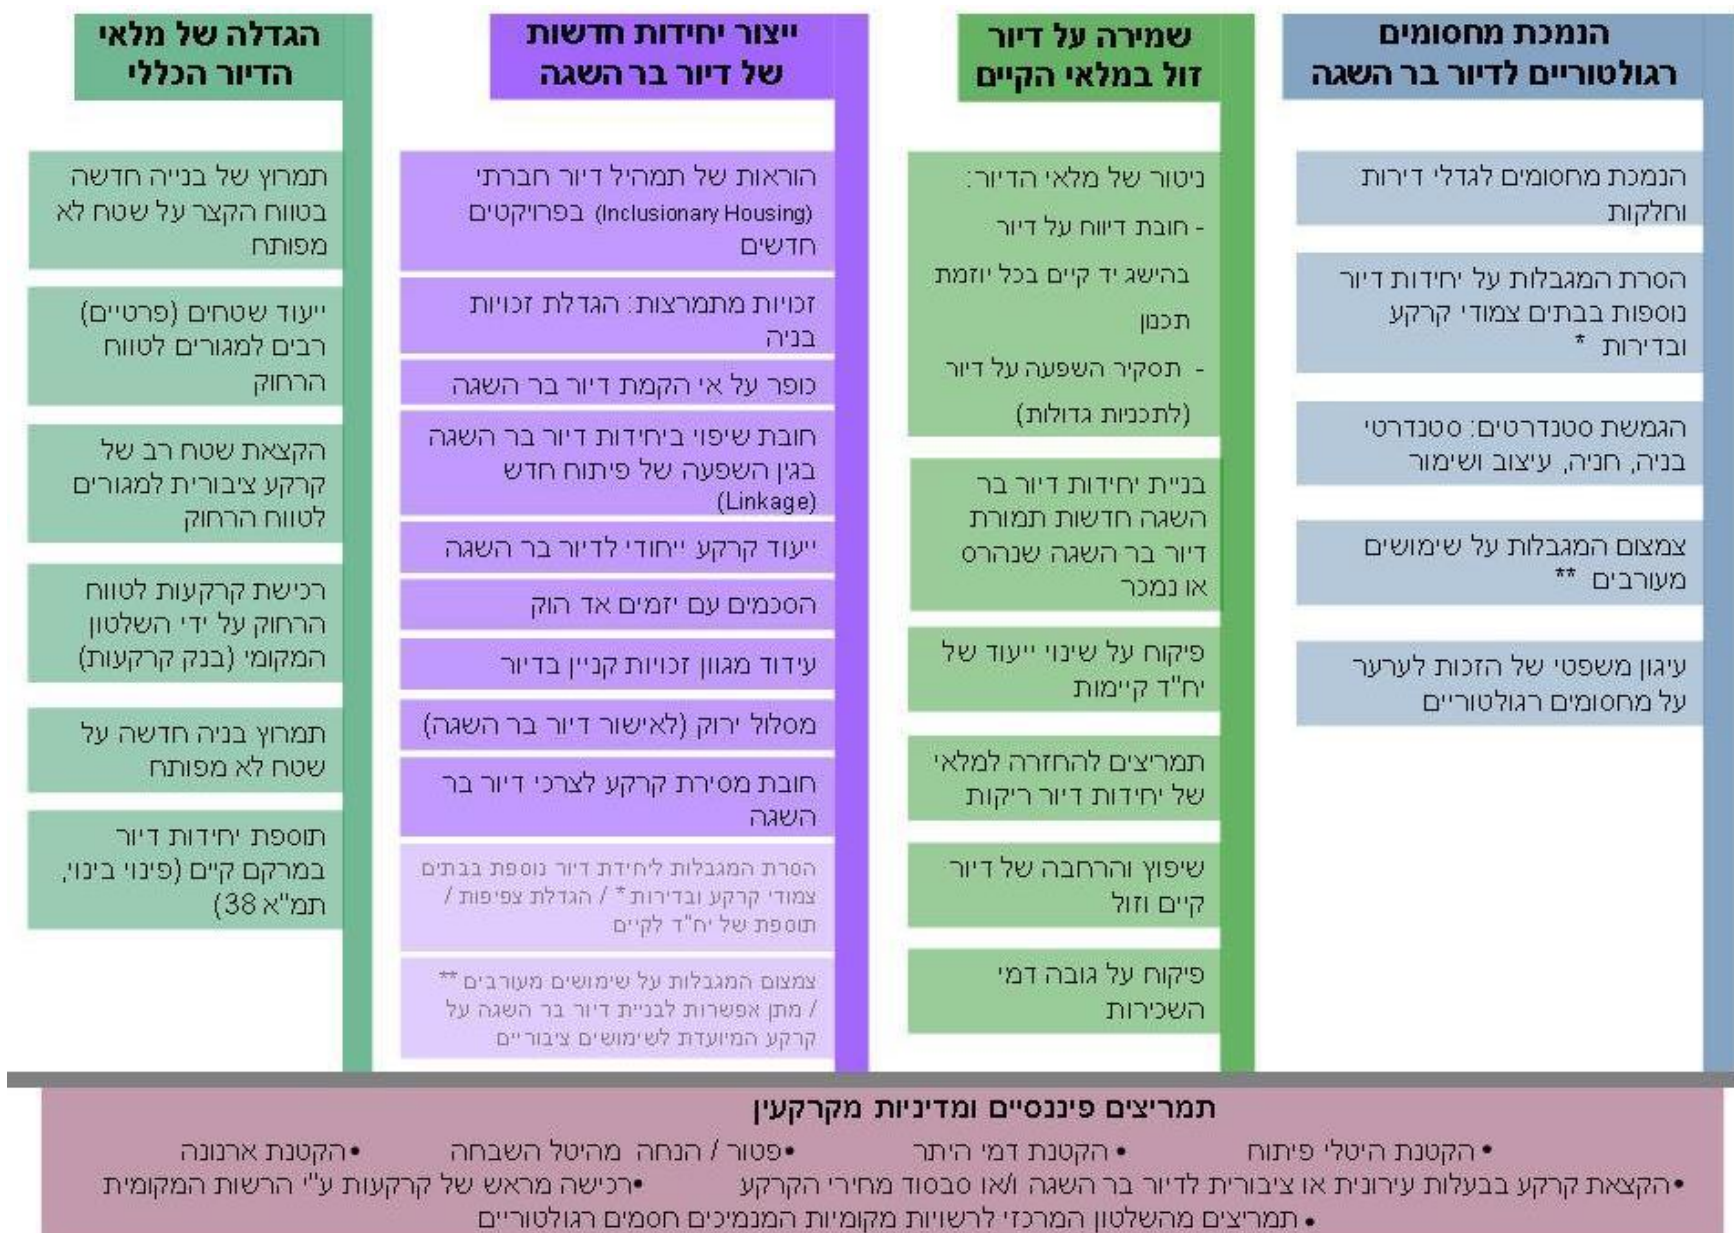 הנמכת מחסומים
רגולטוריים לדיור בר השגה
הנמכת מחסומים לגדלי דירות
וחלקות
הסרת המגבלות על יחידות דיור
נוספות בבתים צמודי קרקע
ובדירות *
הגמשת סטנדרטים: סטנדרטי
בניה, חניה, עיצוב ושימור
צמצום המגבלות על שימושים
מעורבים **
עיגון משפטי של הזכות לערער
על מחסומים רגולטוריים
שמירה על דיור
זול במלאי הקיים
ניטור של מלאי הדיור:
- חובת דיווח על דיור
בהישג יד קיים בכל יוזמת
תכנון
- תסקיר השפעה על דיור
(לתכניות גדולות)
בניית יחידות דיור בר
השגה חדשות תמורת
דיור בר השגה שנהרס
או נמכר
פיקוח על שינוי ייעוד של
יח"ד קיימות
תמריצים להחזרה למלאי
של יחידות דיור ריקות
שיפוץ והרחבה של דיור
קיים וזול
פיקוח על גובה דמי
השכירות
ייצור יחידות חדשות
של דיור בר השגה
הוראות של תמהיל דיור חברתי
(Inclusionary Housing) בפרויקטים
חדשים
זכויות מתמרצות: הגדלת זכויות
בניה
כופר על אי הקמת דיור בר השגה
חובת שיפוי ביחידות דיור בר השגה
בגין השפעה של פיתוח חדש
(Linkage)
ייעוד קרקע ייחודי לדיור בר השגה
הסכמים עם יזמים אד הוק
עידוד מגוון זכויות קניין בדיור
מסלול ירוק (לאישור דיור בר השגה)
חובת מסירת קרקע לצרכי דיור בר
השגה
הסרת המגבלות ליחידת דיור נוספת בבתים
צמודי קרקע ובדירות * / הגדלת צפיפות /
תוספת של יח"ד לקיים
צמצום המגבלות על שימושים מעורבים **
/ מתן אפשרות לבניית דיור בר השגה על
קרקע המיועדת לשימושים ציבוריים
הגדלה של מלאי
הדיור הכללי
תמרוץ של בנייה חדשה
בטווח הקצר על שטח לא
מפותח
ייעוד שטחים (פרטיים)
רבים למגורים לטווח
הרחוק
הקצאת שטח רב של
קרקע ציבורית למגורים
לטווח הרחוק
רכישת קרקעות לטווח
הרחוק על ידי השלטון
המקומי (בנק קרקעות)
תמרוץ בניה חדשה על
שטח לא מפותח
תוספת יחידות דיור
במרקם קיים (פינוי בינוי,
תמ"א 38)
תמריצים פיננסיים ומדיניות מקרקעין
•הקטנת היטלי פיתוח • הקטנת דמי היתר •פטור / הנחה מהיטל השבחה •הקטנת ארנונה
•הקצאת קרקע בבעלות עירונית או ציבורית לדיור בר השגה ו/או סבסוד מחירי הקרקע •רכישה מראש של קרקעות ע"י הרשות המקומית
• תמריצים מהשלטון המרכזי לרשויות מקומיות המנמיכים חסמים רגולטוריים